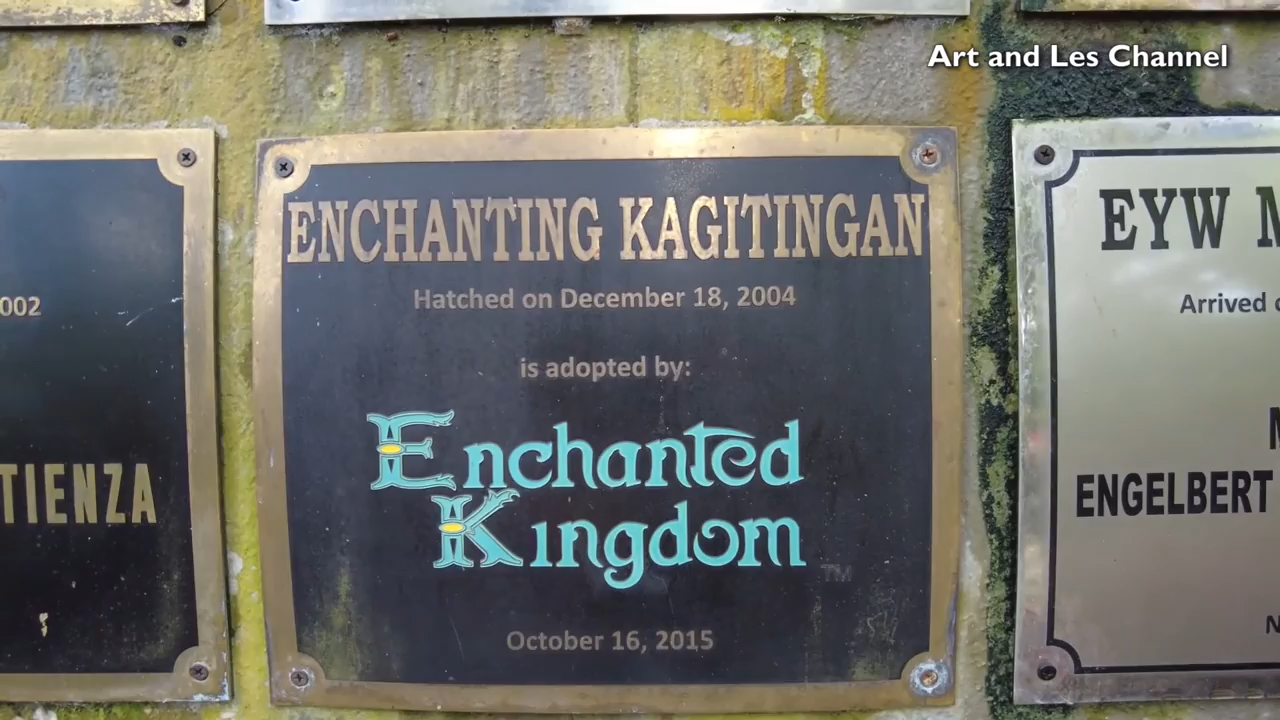 Art and Les Channel
002
TIENZA
ENCHANTING KAGITINGAN
Hatched on December 18, 2004
is adopted by:
Enchanted
Kingdom
TM
October 16, 2015
EYW
Arrived
ENGELBERT